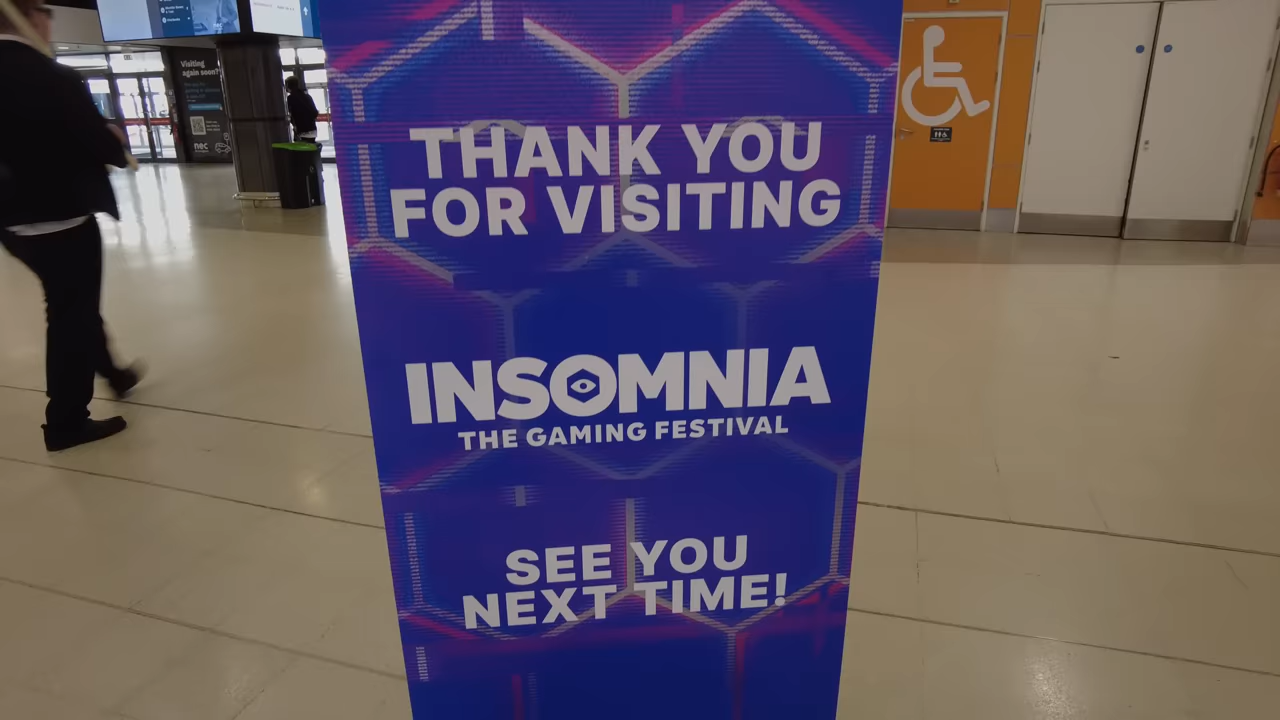 THANK YOU
FOR VISITING
INSOMNIA
THE GAMING FESTIVAL
SEE YOU
NEXT TIME!
Visiting
again soon?
nec